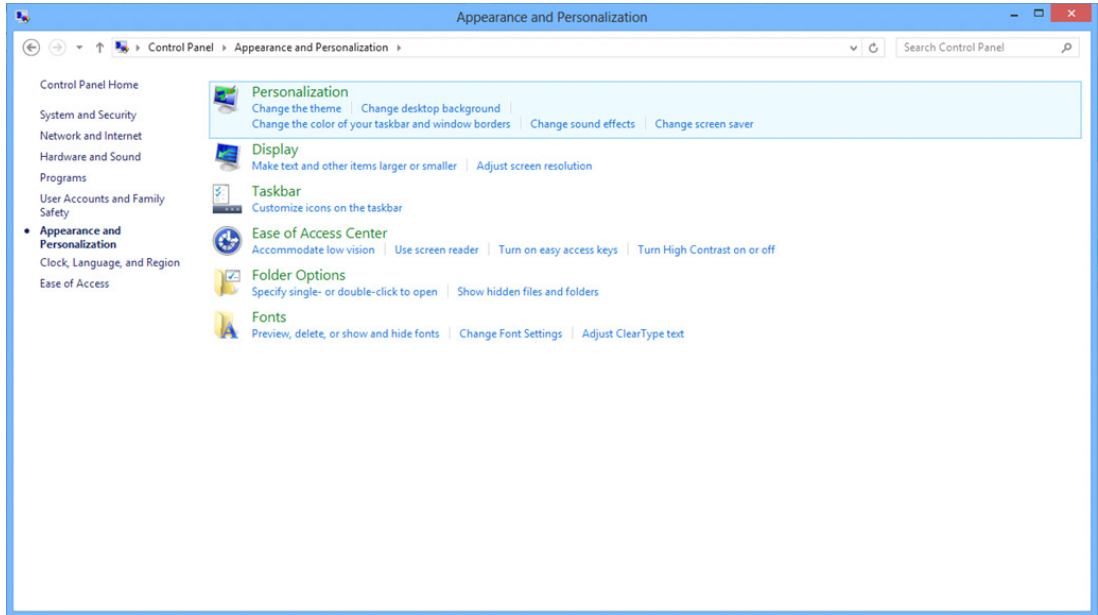 Appearance and Personalization
Control Panel Appearance and Personalization
Search Control Panel
Control Panel Home
System and Security
Network and Internet
Hardware and Sound
Programs
User Accounts and Family
Safety
Appearance and
Personalization
Clock, Language, and Region
Ease of Access
Personalization
Change the theme Change desktop background
Change the color of your taskbar and window borders Change sound effects Change screen saver
Display
Make text and other items larger or smaller Adjust screen resolution
Taskbar
Customize icons on the taskbar
Ease of Access Center
Accommodate low vision Use screen reader Turn on easy access keys Turn High Contrast on or off
Folder Options
Specify single- or double-click to open Show hidden files and folders
Fonts
Preview, delete, or show and hide fonts Change Font Settings Adjust ClearType text